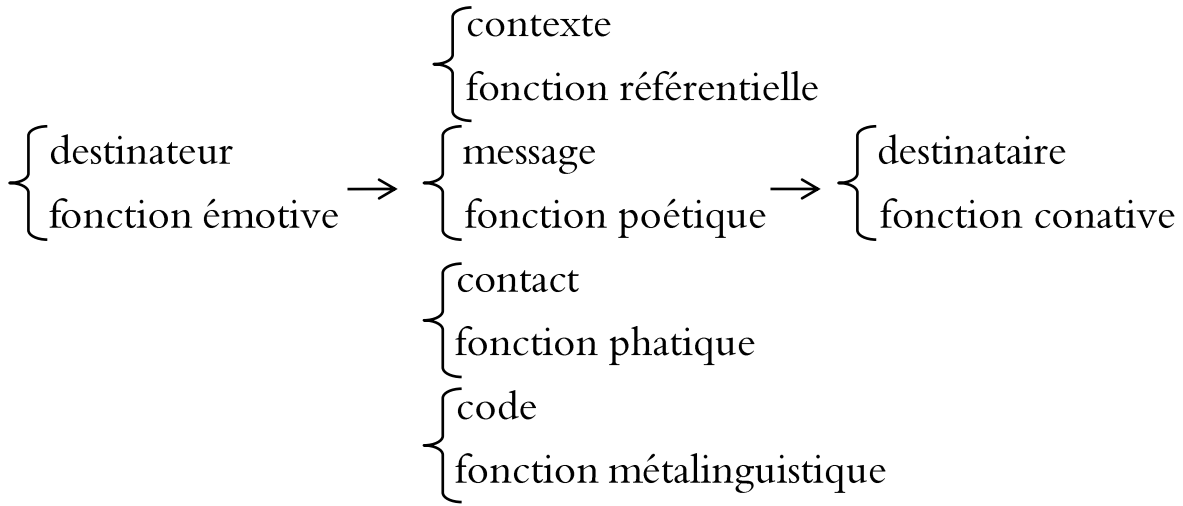 contexte
fonction référentielle
destinateur
fonction émotive
message
fonction poétique
destinataire
fonction conative
contact
fonction phatique
code
fonction métalinguistique